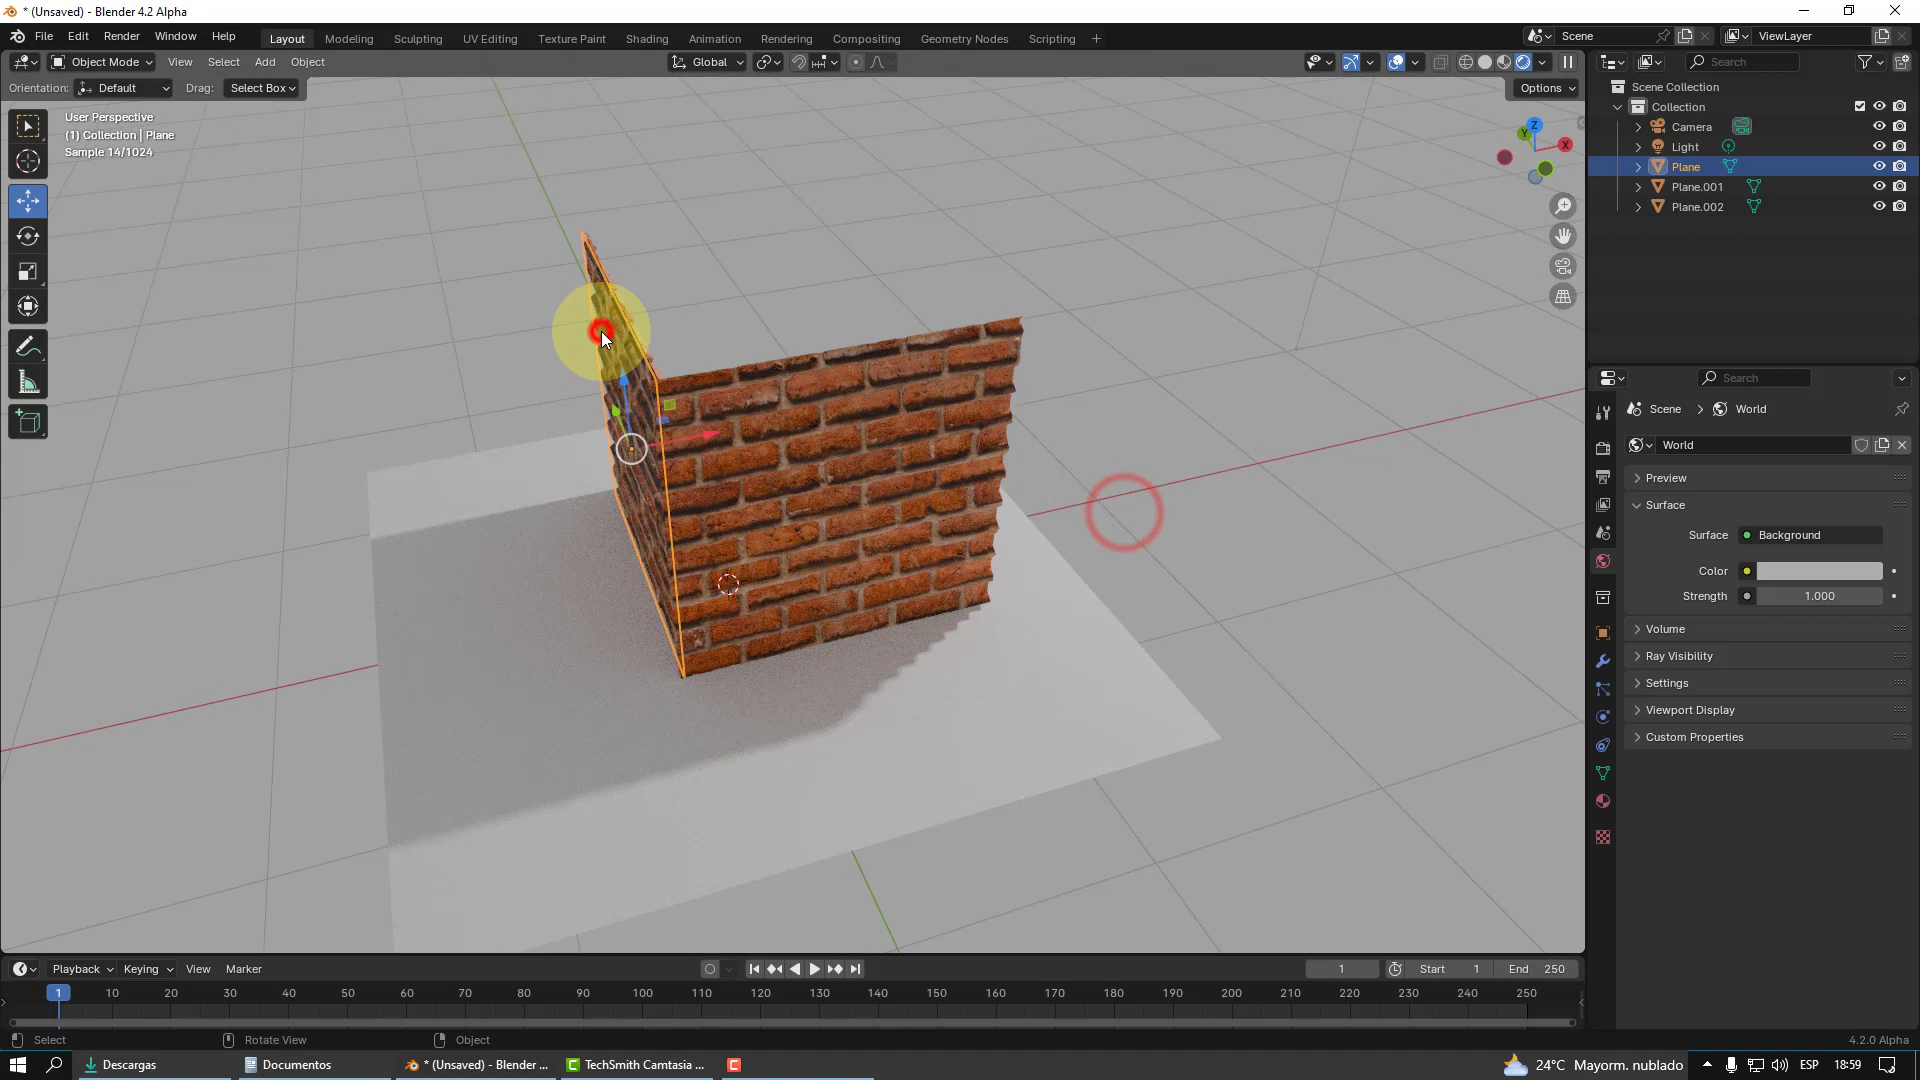 * (Unsaved) - Blender 4.2 Alpha
File Edit Render Window Help
Layout Modeling Sculpting UV Editing Texture Paint Shading Animation Rendering Compositing Geometry Nodes Scripting +
Scene ViewLayer
Object Mode View Select Add Object Global
Search
Orientation: Default Drag: Select Box Options
Scene Collection
User Perspective
(1) Collection | Plane
Sample 14/1024
Collection
Camera
Light
Plane
Plane.001
Plane.002
Z
Y
X
Search
Scene > World
World
Preview
Surface
Surface Background
Color
Strength 1.000
Volume
Ray Visibility
Settings
Viewport Display
Custom Properties
Playback Keying View Marker 1 Start 1 End 250
1 10 20 30 40 50 60 70 80 90 100 110 120 130 140 150 160 170 180 190 200 210 220 230 240 250
Select Rotate View Object 4.2.0 Alpha
Descargas Documentos * (Unsaved) - Blender ... TechSmith Camtasia ... 24°C Mayorm. nublado ESP 18:59